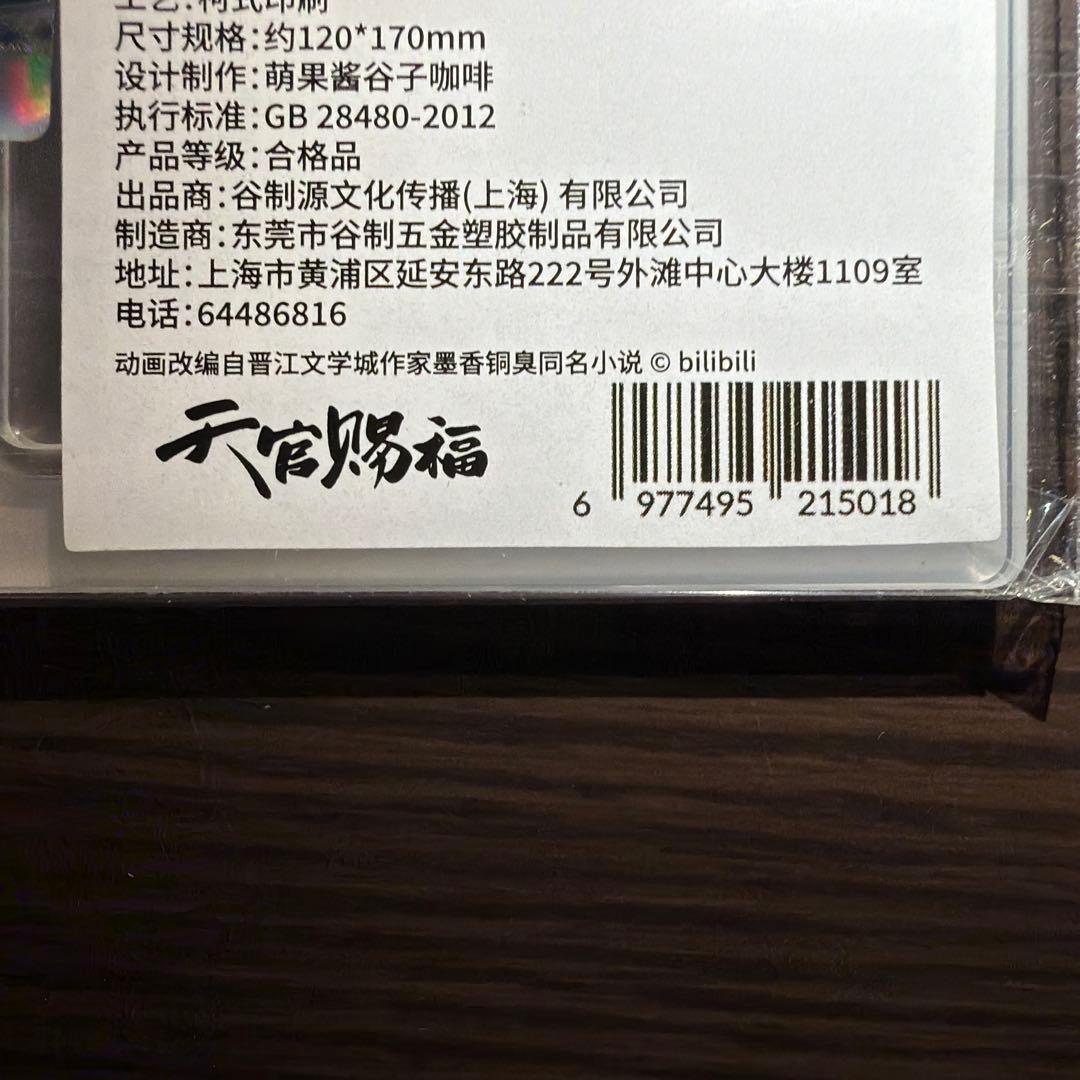 工艺:柯式印刷
尺寸规格:约120*170mm
设计制作:萌果酱谷子咖啡
执行标准:GB 28480-2012
产品等级:合格品
出品商:谷制源文化传播(上海) 有限公司
制造商:东莞市谷制五金塑胶制品有限公司
地址:上海市黄浦区延安东路222号外滩中心大楼1109室
电话:64486816
动画改编自晋江文学城作家墨香铜臭同名小说 © bilibili
天官赐福
6 977495 215018